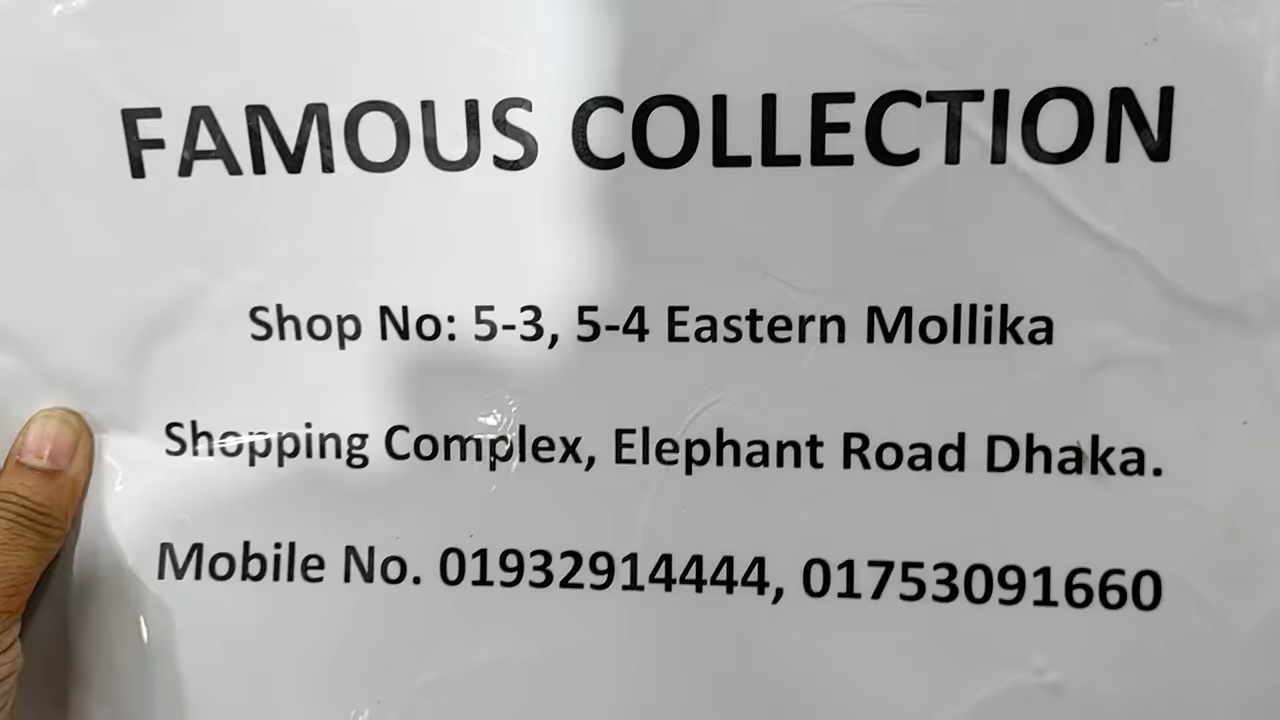 FAMOUS COLLECTION
Shop No: 5-3, 5-4 Eastern Mollika
Shopping Complex, Elephant Road Dhaka.
Mobile No. 01932914444, 01753091660